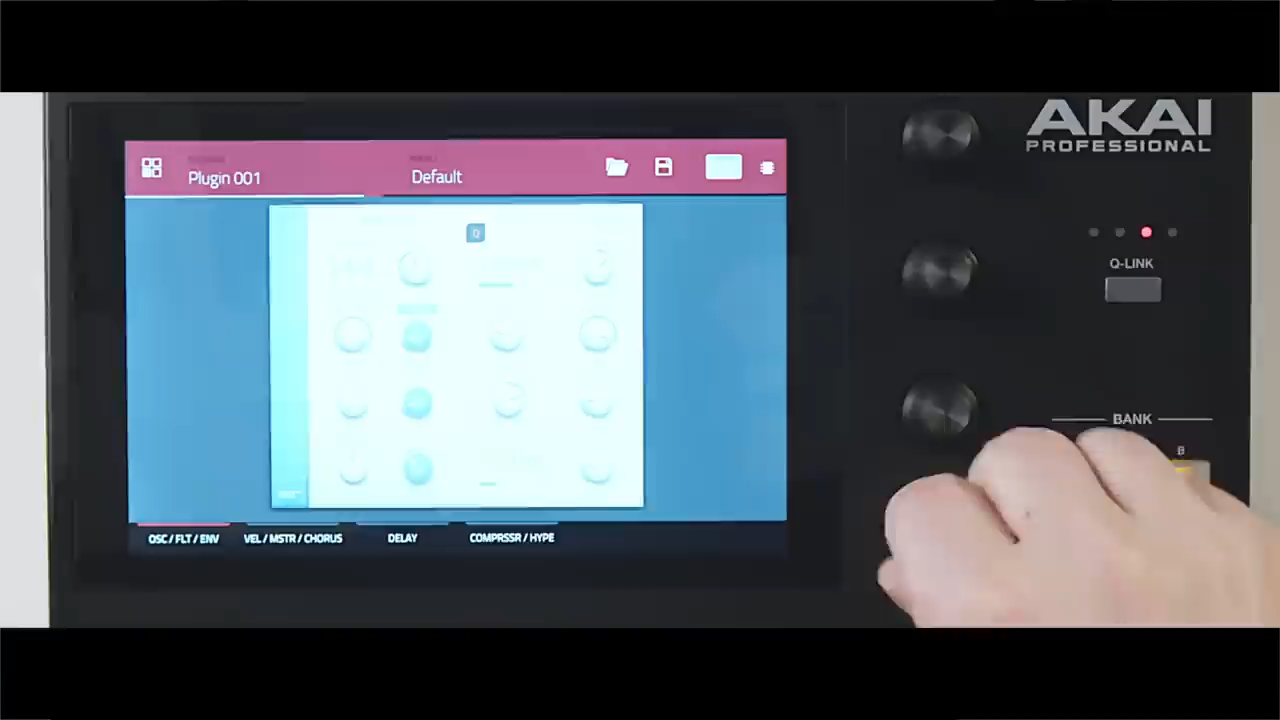 AKAI
PROFESSIONAL
Plugin 001
Default
Q
Q-LINK
BANK
B
OSC / FLT / ENV
VEL / MSTR / CHORUS
DELAY
COMPRSSR / HYPE